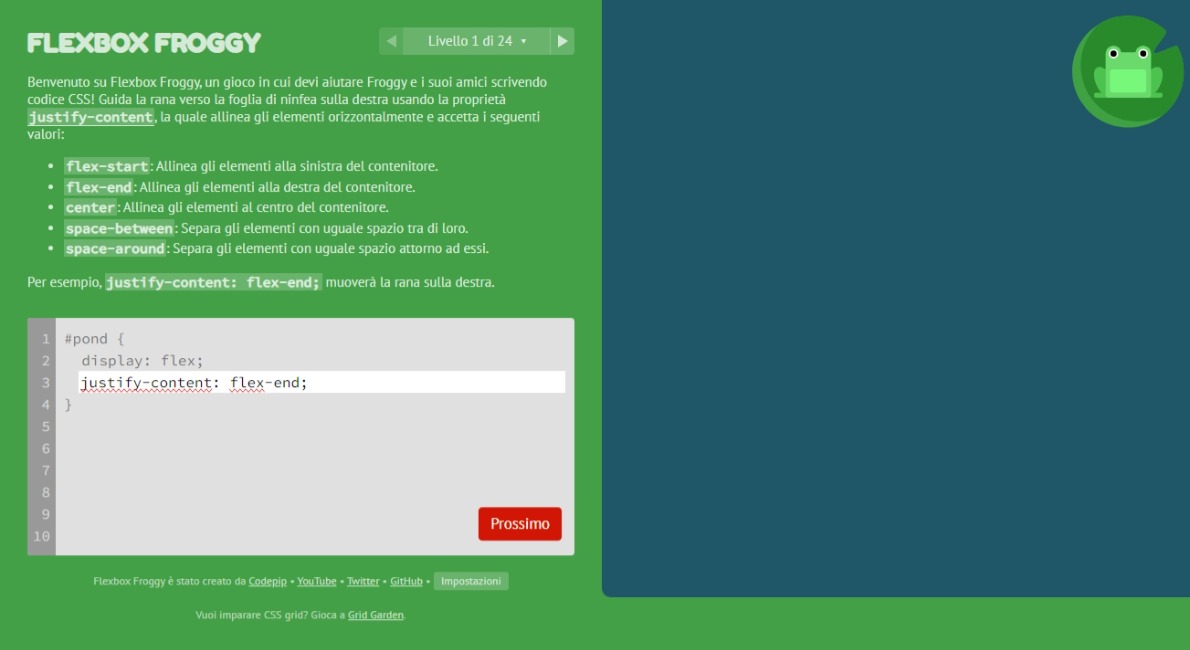 FLEXBOX FROGGY
Livello 1 di 24
Benvenuto su Flexbox Froggy, un gioco in cui devi aiutare Froggy e i suoi amici scrivendo
codice CSS! Guida la rana verso la foglia di ninfea sulla destra usando la proprietà
justify-content, la quale allinea gli elementi orizzontalmente e accetta i seguenti
valori:
• flex-start: Allinea gli elementi alla sinistra del contenitore.
• flex-end: Allinea gli elementi alla destra del contenitore.
• center: Allinea gli elementi al centro del contenitore.
• space-between: Separa gli elementi con uguale spazio tra di loro.
• space-around: Separa gli elementi con uguale spazio attorno ad essi.
Per esempio, justify-content: flex-end; muoverà la rana sulla destra.
1 #pond {
2 display: flex;
3 justify-content: flex-end;
4 }
5
6
7
8
9
10
Prossimo
Flexbox Froggy è stato creato da Codepip • YouTube • Twitter • GitHub • Impostazioni
Vuoi imparare CSS grid? Gioca a Grid Garden.